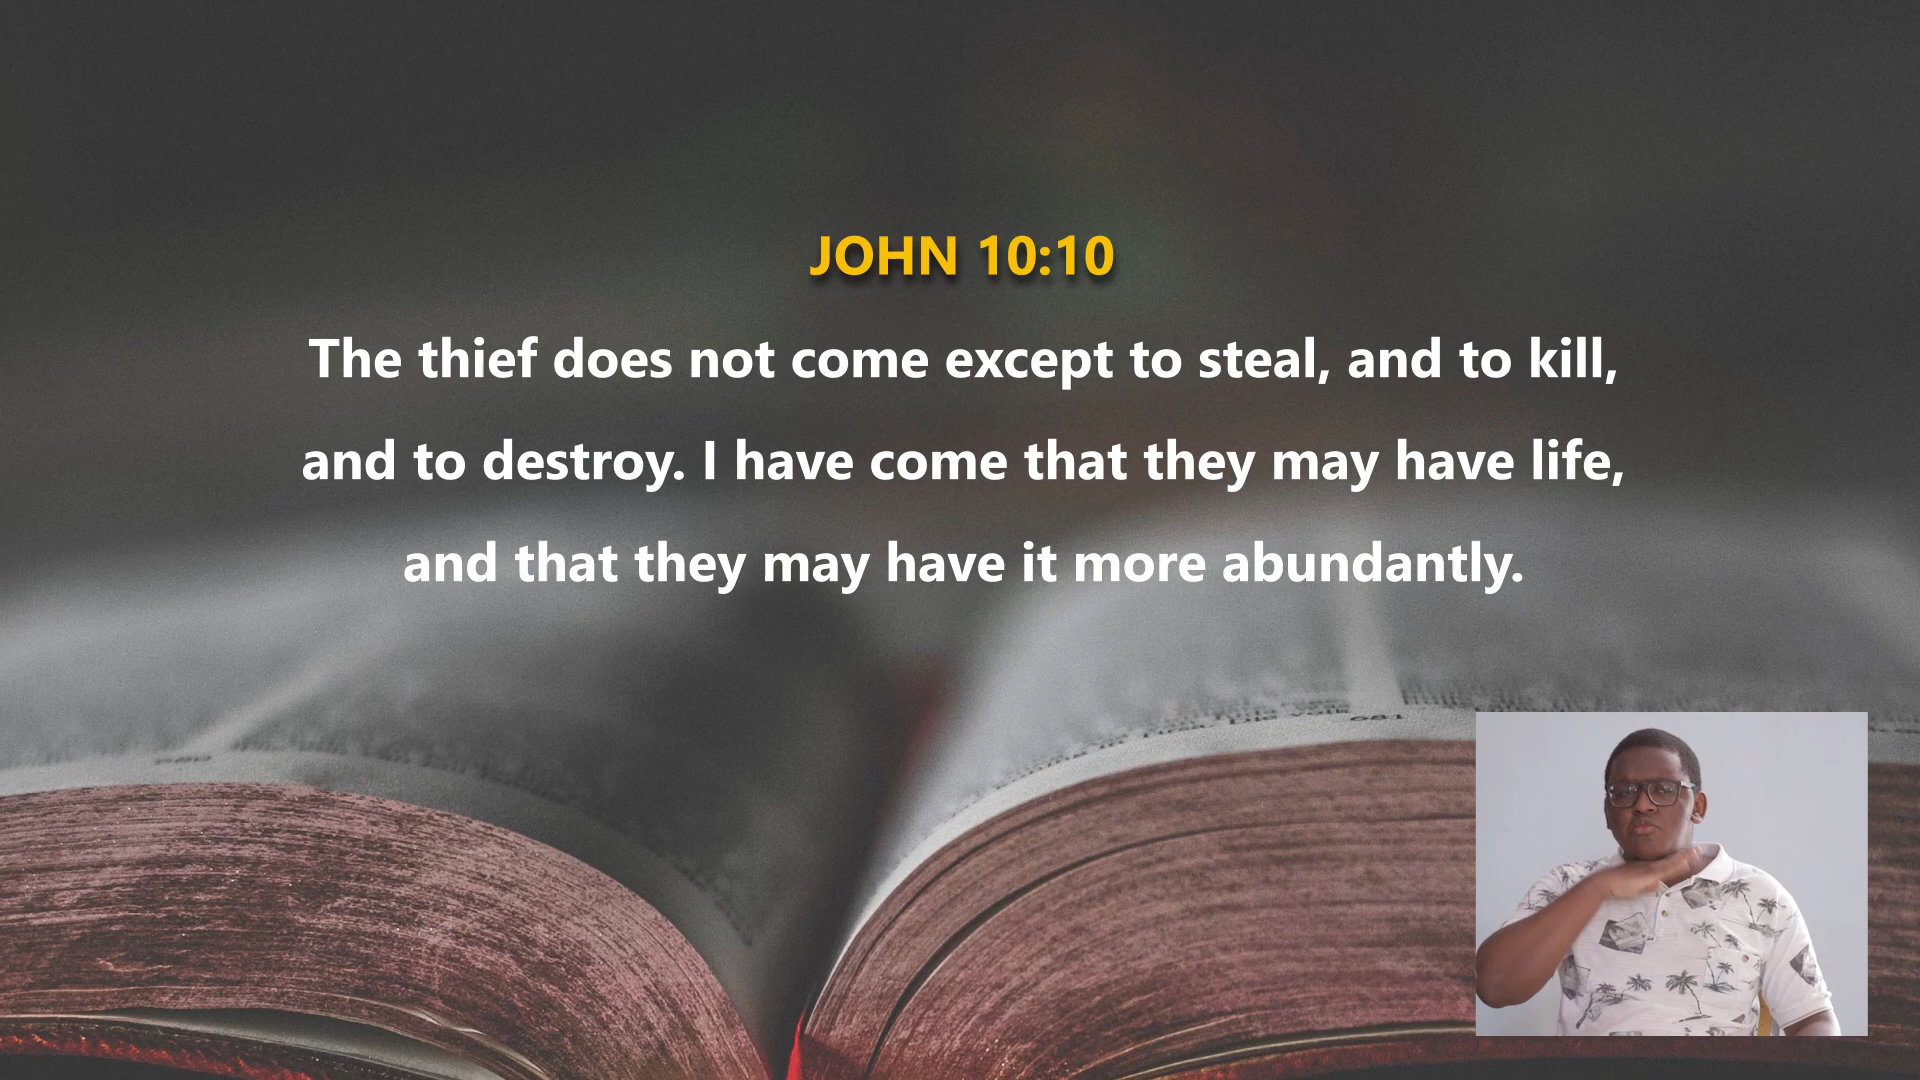 JOHN 10:10
The thief does not come except to steal, and to kill,
and to destroy. I have come that they may have life,
and that they may have it more abundantly.
681